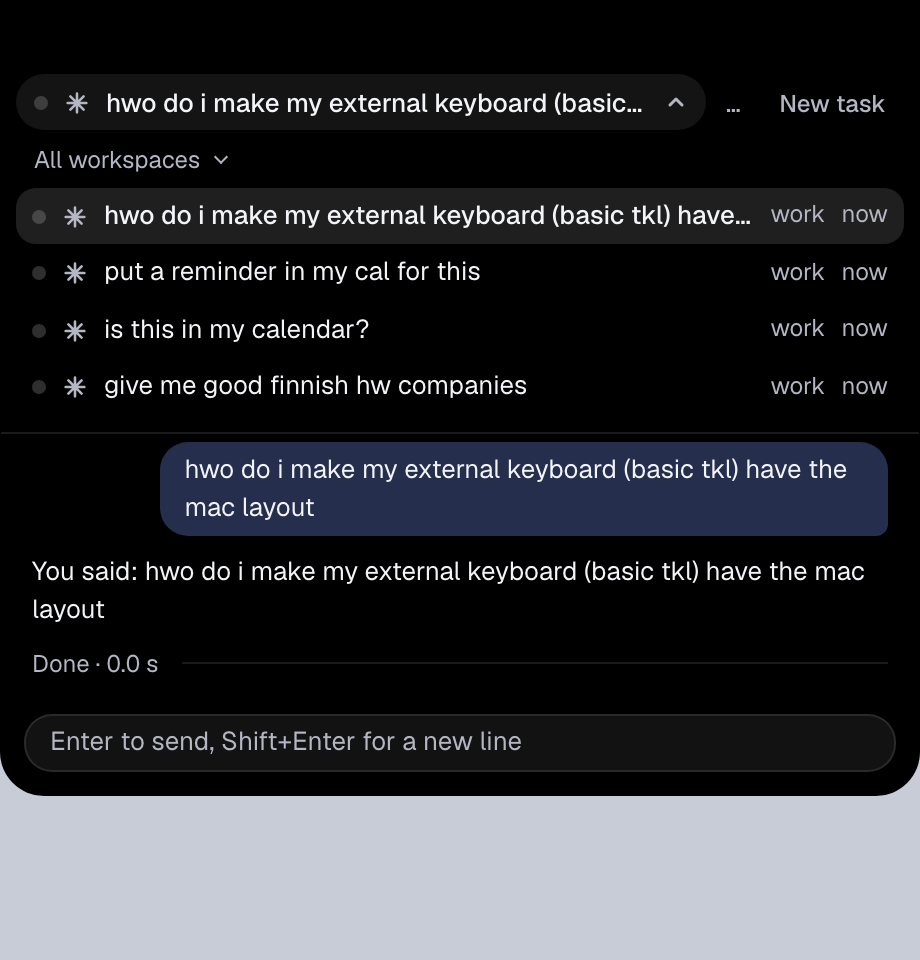 hwo do i make my external keyboard (basic...
... New task
All workspaces
hwo do i make my external keyboard (basic tkl) have... work now
put a reminder in my cal for this work now
is this in my calendar? work now
give me good finnish hw companies work now
hwo do i make my external keyboard (basic tkl) have the
mac layout
You said: hwo do i make my external keyboard (basic tkl) have the mac
layout
Done · 0.0 s
Enter to send, Shift+Enter for a new line